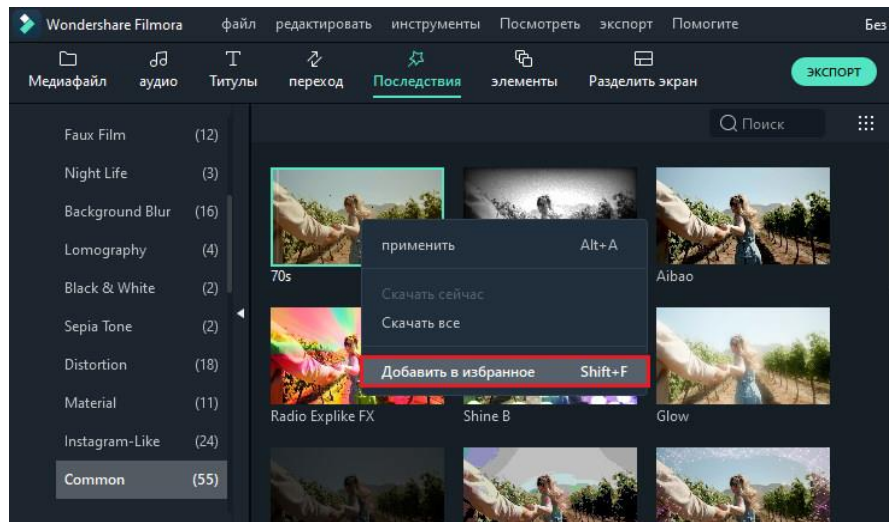 Wondershare Filmora файл редактировать инструменты Посмотреть экспорт Помогите Без
Медиафайл аудио Титулы переход Последствия элементы Разделить экран экспорт
Поиск
Faux Film (12)
Night Life (3)
Background Blur (16)
Lomography (4)
Black & White (2)
Sepia Tone (2)
Distortion (18)
Material (11)
Instagram-Like (24)
Common (55)
70s
Aibao
применить Alt+A
Скачать сейчас
Скачать все
Добавить в избранное Shift+F
Radio Explike FX
Shine B
Glow